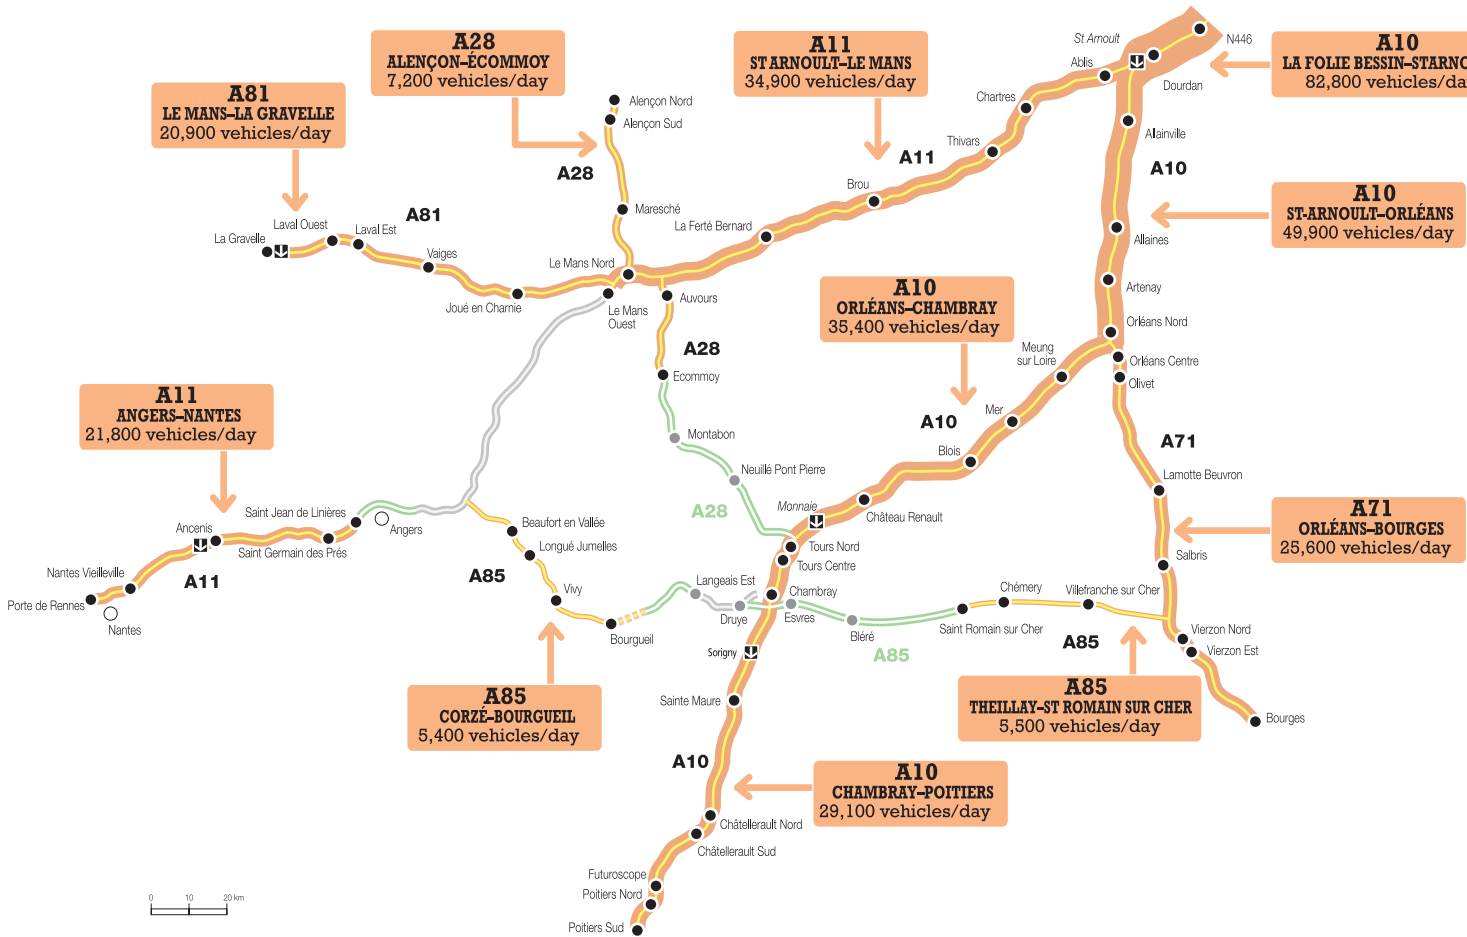 A28
ALENÇON–ÉCOMMOY
7,200 vehicles/day
A11
ST ARNOULT–LE MANS
34,900 vehicles/day
A10
LA FOLIE BESSIN–STARNO
82,800 vehicles/da
A81
LE MANS–LA GRAVELLE
20,900 vehicles/day
St Arnoult
N446
Ablis
Dourdan
Alençon Nord
Alençon Sud
Chartres
Allainville
Thivars
A11
A10
A28
Brou
Maresché
A81
La Ferté Bernard
A10
ST-ARNOULT–ORLÉANS
49,900 vehicles/day
Laval Ouest
Laval Est
La Gravelle
Vaiges
Allaines
Le Mans Nord
Joué en Charnie
Le Mans
Ouest
Auvours
Artenay
A10
ORLÉANS–CHAMBRAY
35,400 vehicles/day
Orléans Nord
Meung
sur Loire
Orléans Centre
Olivet
A28
Ecommoy
A11
ANGERS–NANTES
21,800 vehicles/day
Mer
A10
Blois
Montabon
A71
Neuillé Pont Pierre
Lamotte Beuvron
Monnaie
A28
Château Renault
Saint Jean de Linières
Angers
Ancenis
Saint Germain des Prés
Beaufort en Vallée
Longué Jumelles
Tours Nord
Tours Centre
A71
ORLÉANS–BOURGES
25,600 vehicles/day
Salbris
Nantes Vieilleville
A11
A85
Vivy
Langeais Est
Chambray
Chémery
Villefranche sur Cher
Porte de Rennes
Nantes
Druye
Esvres
Bléré
Saint Romain sur Cher
Bourgueil
A85
A85
Vierzon Nord
Vierzon Est
Sorigny
A85
CORZÉ–BOURGUEIL
5,400 vehicles/day
Sainte Maure
A85
THEILLAY–ST ROMAIN SUR CHER
5,500 vehicles/day
Bourges
A10
A10
CHAMBRAY–POITIERS
29,100 vehicles/day
Châtellerault Nord
Châtellerault Sud
Futuroscope
Poitiers Nord
Poitiers Sud
0 10 20 km